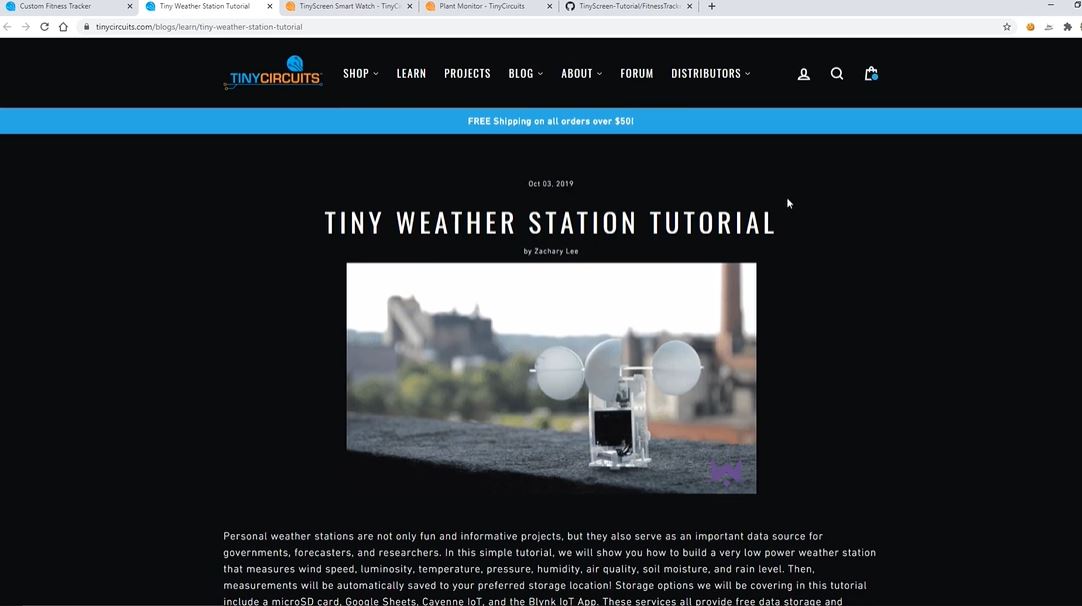 Custom Fitness Tracker
Tiny Weather Station Tutorial
TinyScreen Smart Watch - TinyCi
Plant Monitor - TinyCircuits
TinyScreen-Tutorial/FitnessTrack
tinycircuits.com/blogs/learn/tiny-weather-station-tutorial
TINYCIRCUITS
SHOP
LEARN
PROJECTS
BLOG
ABOUT
FORUM
DISTRIBUTORS
FREE Shipping on all orders over $50!
Oct 03, 2019
TINY WEATHER STATION TUTORIAL
by Zachary Lee
Personal weather stations are not only fun and informative projects, but they also serve as an important data source for
governments, forecasters, and researchers. In this simple tutorial, we will show you how to build a very low power weather station
that measures wind speed, luminosity, temperature, pressure, humidity, air quality, soil moisture, and rain level. Then,
measurements will be automatically saved to your preferred storage location! Storage options we will be covering in this tutorial
include a microSD card, Google Sheets, Cayenne IoT, and the Blynk IoT App. These services all provide free data storage and